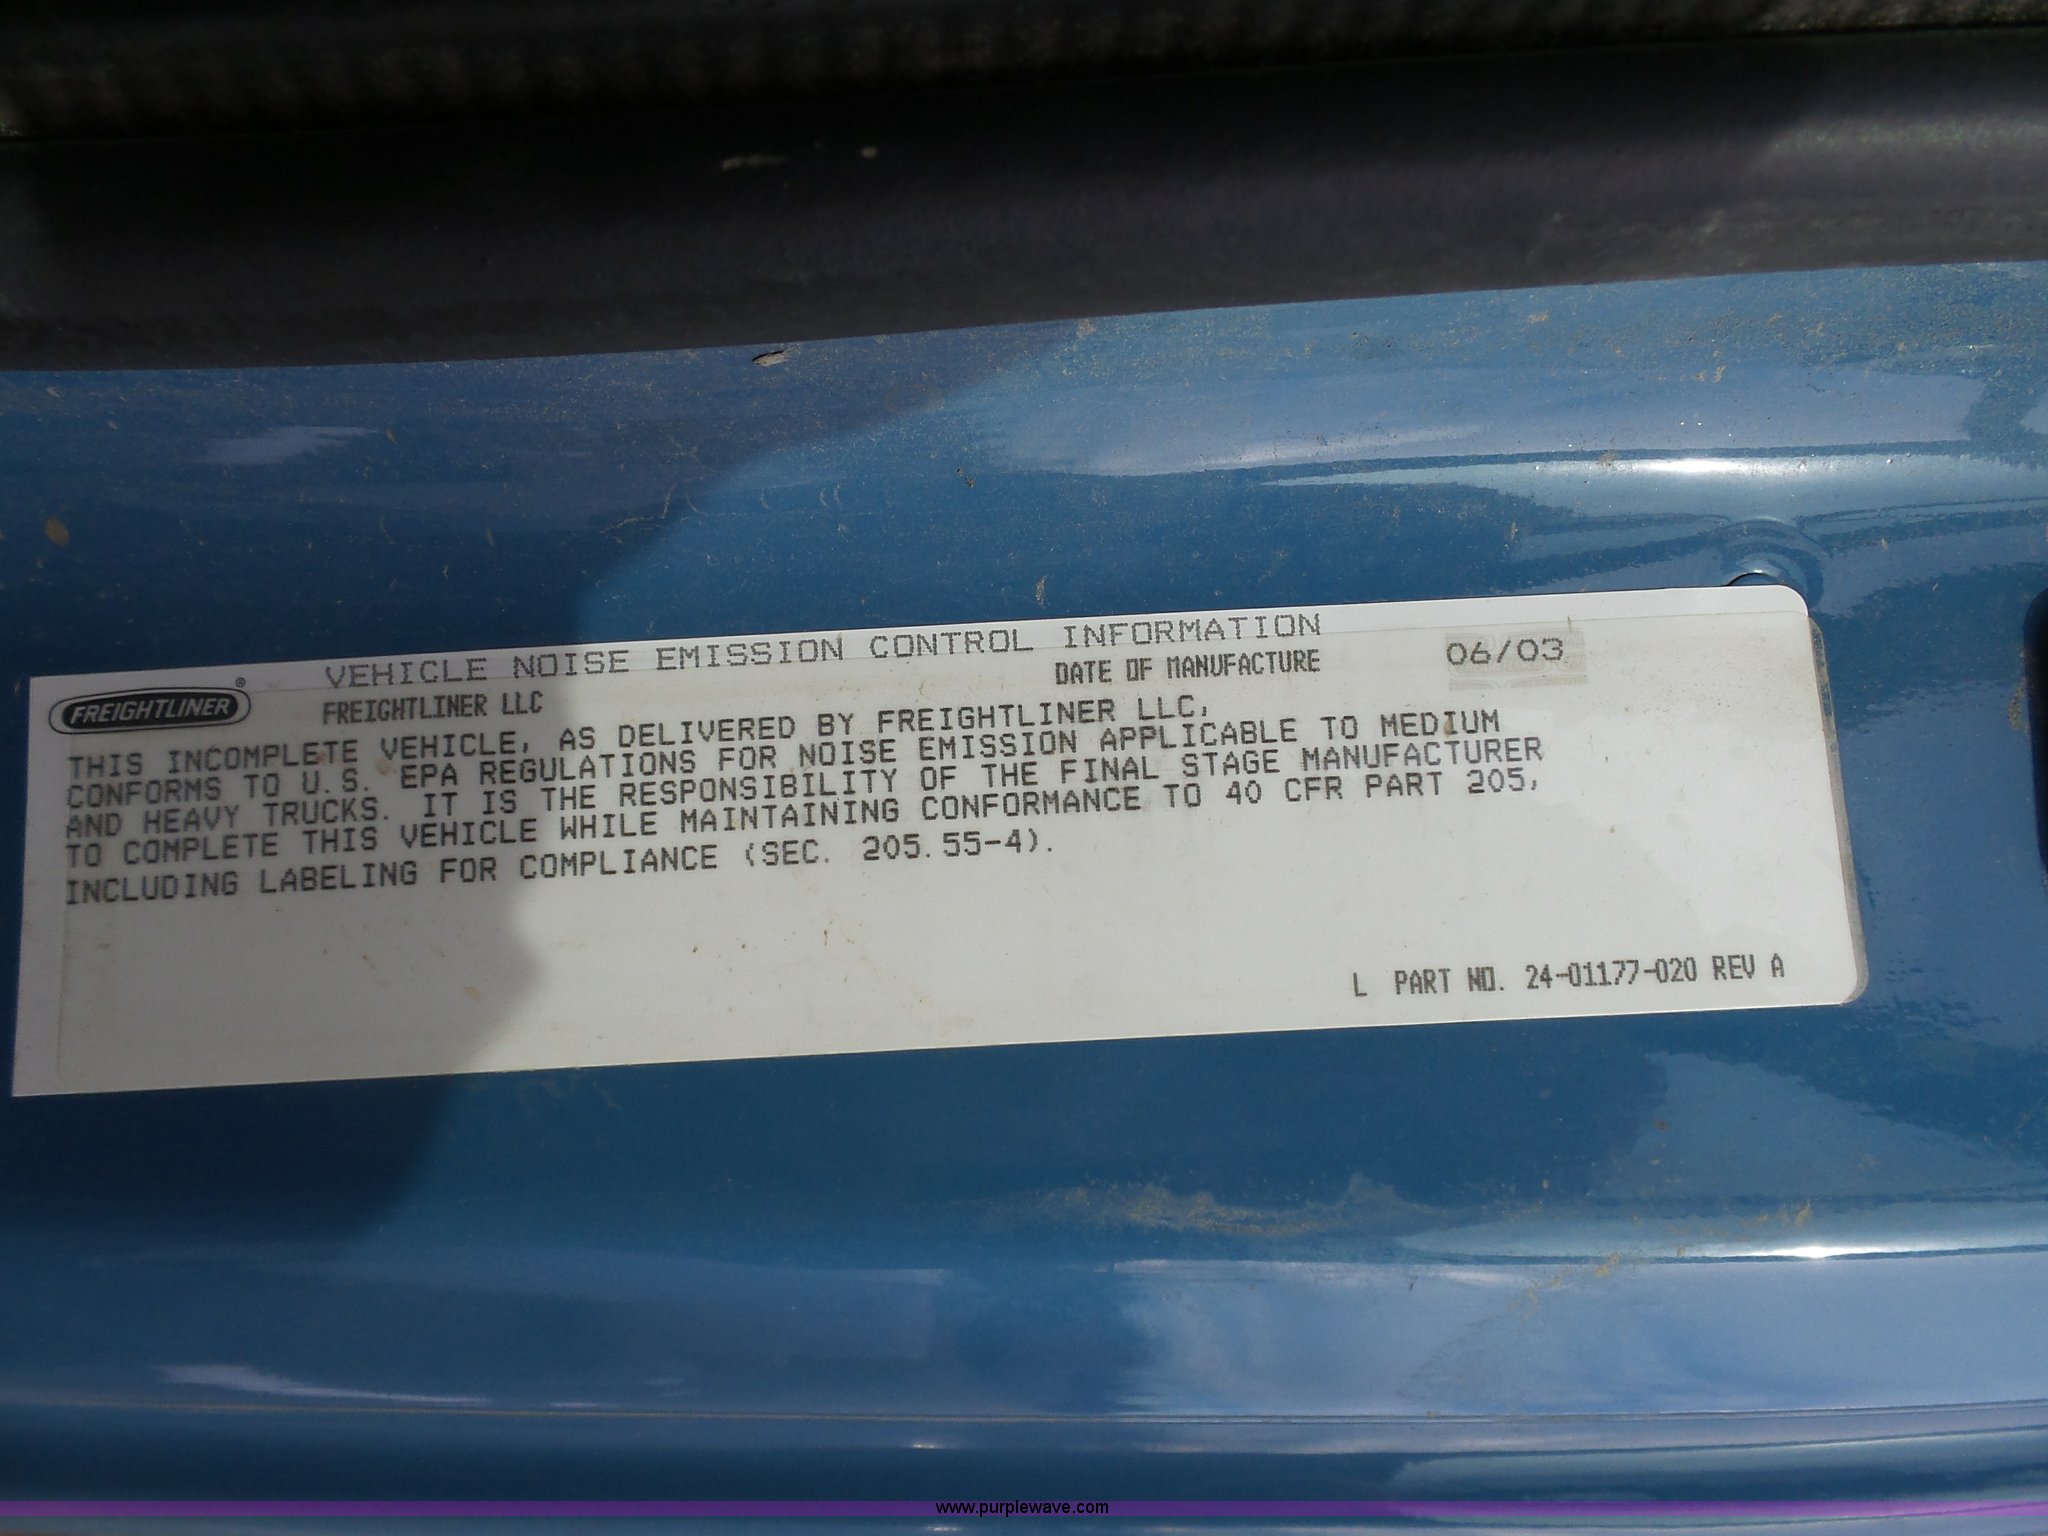 VEHICLE NOISE EMISSION CONTROL INFORMATION
FREIGHTLINER® FREIGHTLINER LLC DATE OF MANUFACTURE 06/03
THIS INCOMPLETE VEHICLE, AS DELIVERED BY FREIGHTLINER LLC,
CONFORMS TO U.S. EPA REGULATIONS FOR NOISE EMISSION APPLICABLE TO MEDIUM
AND HEAVY TRUCKS. IT IS THE RESPONSIBILITY OF THE FINAL STAGE MANUFACTURER
TO COMPLETE THIS VEHICLE WHILE MAINTAINING CONFORMANCE TO 40 CFR PART 205,
INCLUDING LABELING FOR COMPLIANCE (SEC. 205.55-4).
L PART NO. 24-01177-020 REV A
www.purplewave.com